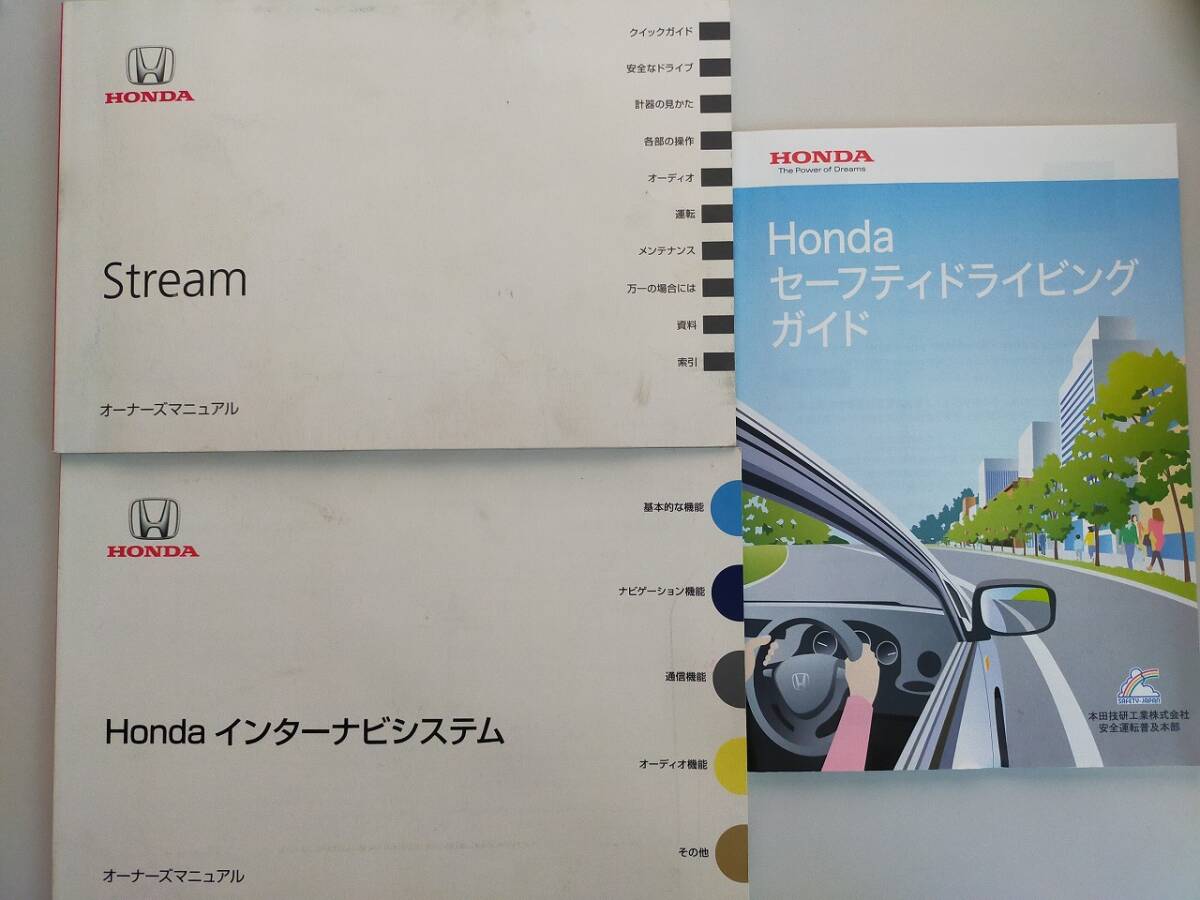 HONDA
Stream
オーナーズマニュアル
クイックガイド
安全なドライブ
計器の見かた
各部の操作
オーディオ
運転
メンテナンス
万一の場合には
資料
索引
HONDA
The Power of Dreams
Honda
セーフティドライビング
ガイド
SAFETY-JAPAN
本田技研工業株式会社
安全運転普及本部
HONDA
Honda インターナビシステム
オーナーズマニュアル
基本的な機能
ナビゲーション機能
通信機能
オーディオ機能
その他